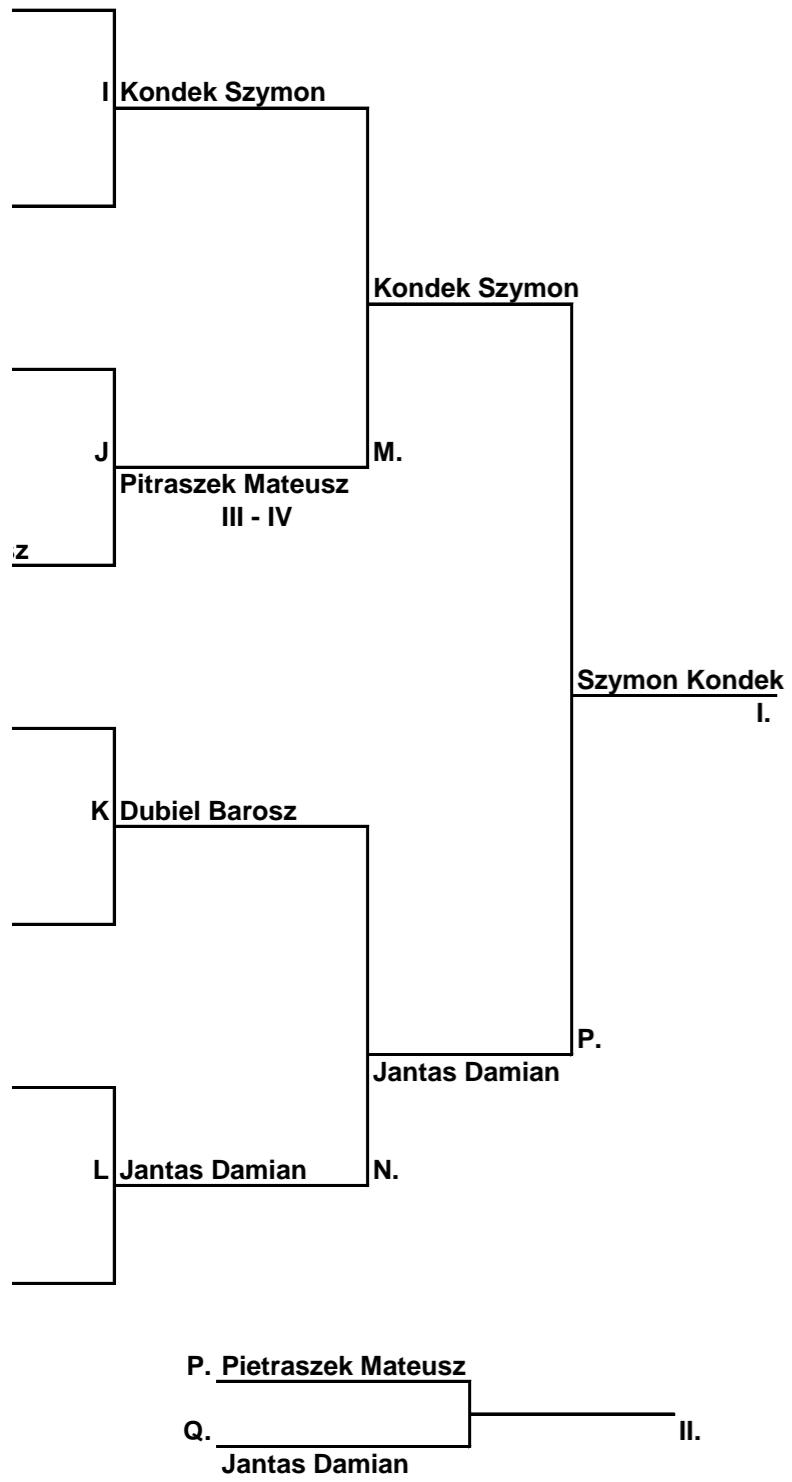 I Kondek Szymon
Kondek Szymon
J M.
Pitraszek Mateusz
III - IV
sz
Szymon Kondek
I.
K Dubiel Barosz
P.
Jantas Damian
L Jantas Damian N.
P. Pietraszek Mateusz
Q. II.
Jantas Damian